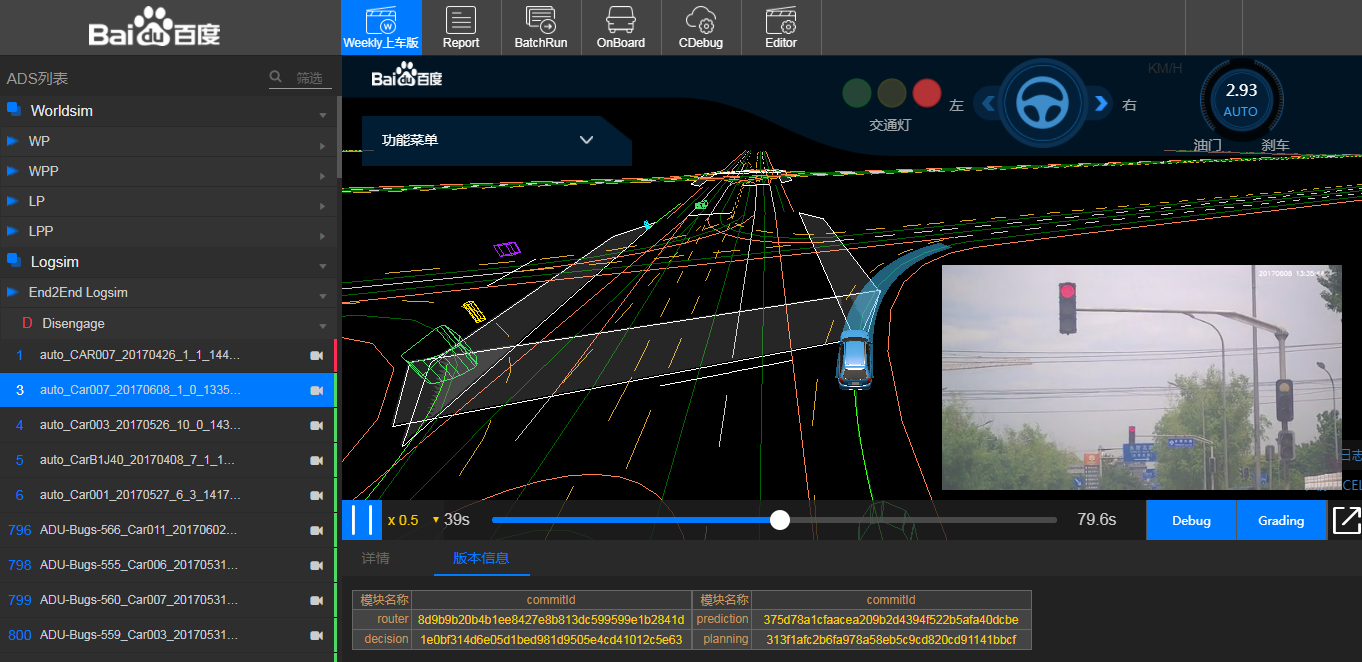 Baidu百度
Weekly上车版
Report
BatchRun
OnBoard
CDebug
Editor
ADS列表
筛选
Worldsim
WP
WPP
LP
LPP
Logsim
End2End Logsim
D Disengage
1 auto_CAR007_20170426_1_1_144...
3 auto_Car007_20170608_1_0_1335...
4 auto_Car003_20170526_10_0_143...
5 auto_CarB1J40_20170408_7_1_1...
6 auto_Car001_20170527_6_3_1417...
796 ADU-Bugs-566_Car011_20170602...
798 ADU-Bugs-555_Car006_20170531...
799 ADU-Bugs-560_Car007_20170531...
800 ADU-Bugs-559_Car003_20170531...
Baidu百度
功能菜单
交通灯
左
右
KM/H
2.93
AUTO
油门
刹车
日志
x 0.5
39s
79.6s
Debug
Grading
详情
版本信息
模块名称 commitId 模块名称 commitId
router 8d9b9b20b4b1ee8427e8b813dc599599e1b2841d prediction 375d78a1cfaacea209b2d4394f522b5afa40dcbe
decision 1e0bf314d6e05d1bed981d9505e4cd41012c5e63 planning 313f1afc2b6fa978a58eb5c9cd820cd91141bbcf